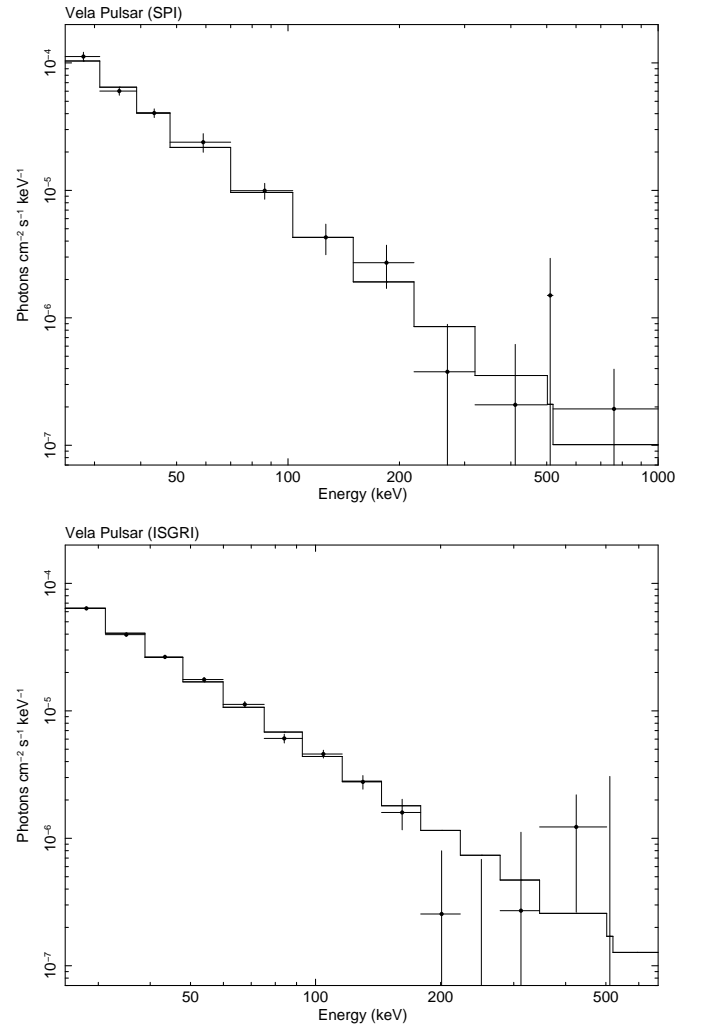 Vela Pulsar (SPI)
10⁻⁴
10⁻⁵
10⁻⁶
10⁻⁷
Photons cm⁻² s⁻¹ keV⁻¹
50 100 200 500 1000
Energy (keV)
Vela Pulsar (ISGRI)
10⁻⁴
10⁻⁵
10⁻⁶
10⁻⁷
Photons cm⁻² s⁻¹ keV⁻¹
50 100 200 500
Energy (keV)